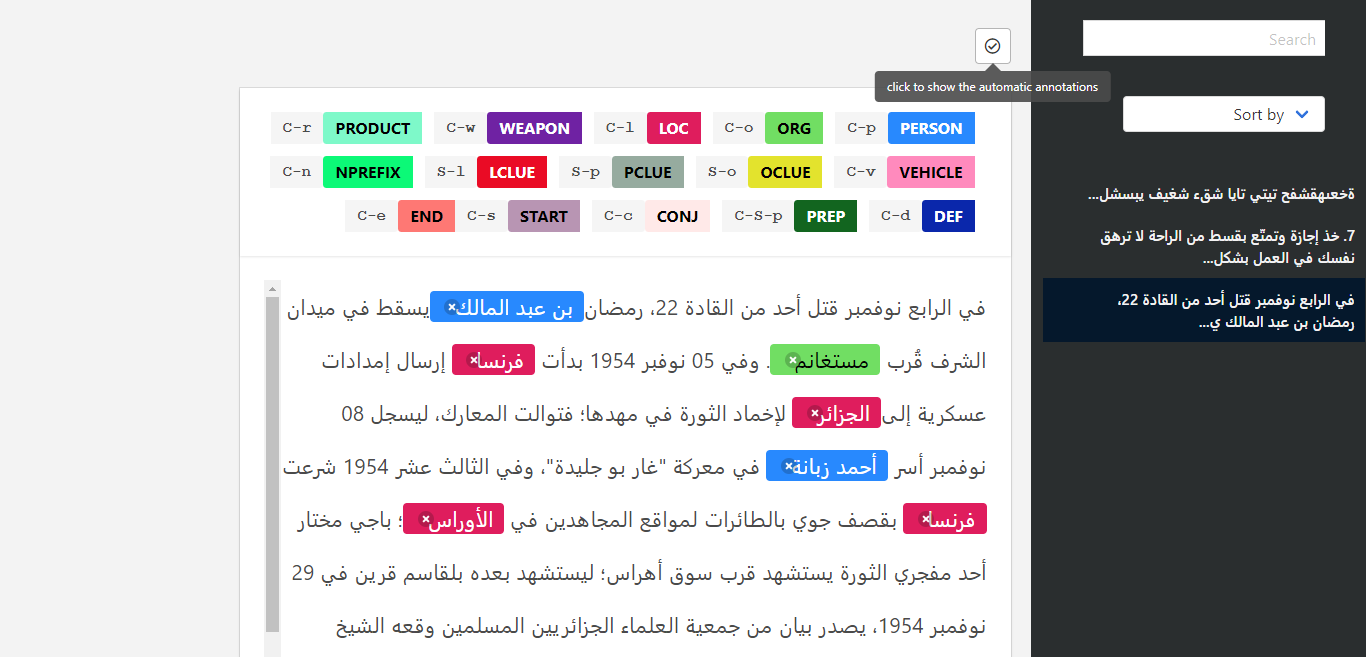 Search
click to show the automatic annotations
Sort by
C-r PRODUCT C-w WEAPON C-l LOC C-o ORG C-p PERSON
C-n NPREFIX S-l LCLUE S-p PCLUE S-o OCLUE C-v VEHICLE
C-e END C-s START C-c CONJ C-S-p PREP C-d DEF
ةخعبهقشفح تيتي تايا شقء شغيف يبسشل...
7. خذ إجازة وتمتّع بقسط من الراحة لا ترهق
نفسك في العمل بشكل...
في الرابع نوفمبر قتل أحد من القادة 22،
رمضان بن عبد المالك ي...
في الرابع نوفمبر قتل أحد من القادة 22، رمضان بن عبد المالك يسقط في ميدان
الشرف قُرب مستغانم. وفي 05 نوفبر 1954 بدأت فرنسا إرسال إمدادات
عسكرية إلى الجزائر لإخماد الثورة في مهدها؛ فتوالت المعارك، ليسجل 08
نوفمبر أسر أحمد زبانة في معركة "غار بو جليدة"، وفي الثالث عشر 1954 شرعت
فرنسا بقصف جوي بالطائرات لمواقع المجاهدين في الأوراس؛ باجي مختار
أحد مفجري الثورة يستشهد قرب سوق أهراس؛ ليستشهد بعده بلقاسم قرين في 29
نوفمبر 1954، يصدر بيان من جمعية العلماء الجزائريين المسلمين وقعه الشيخ